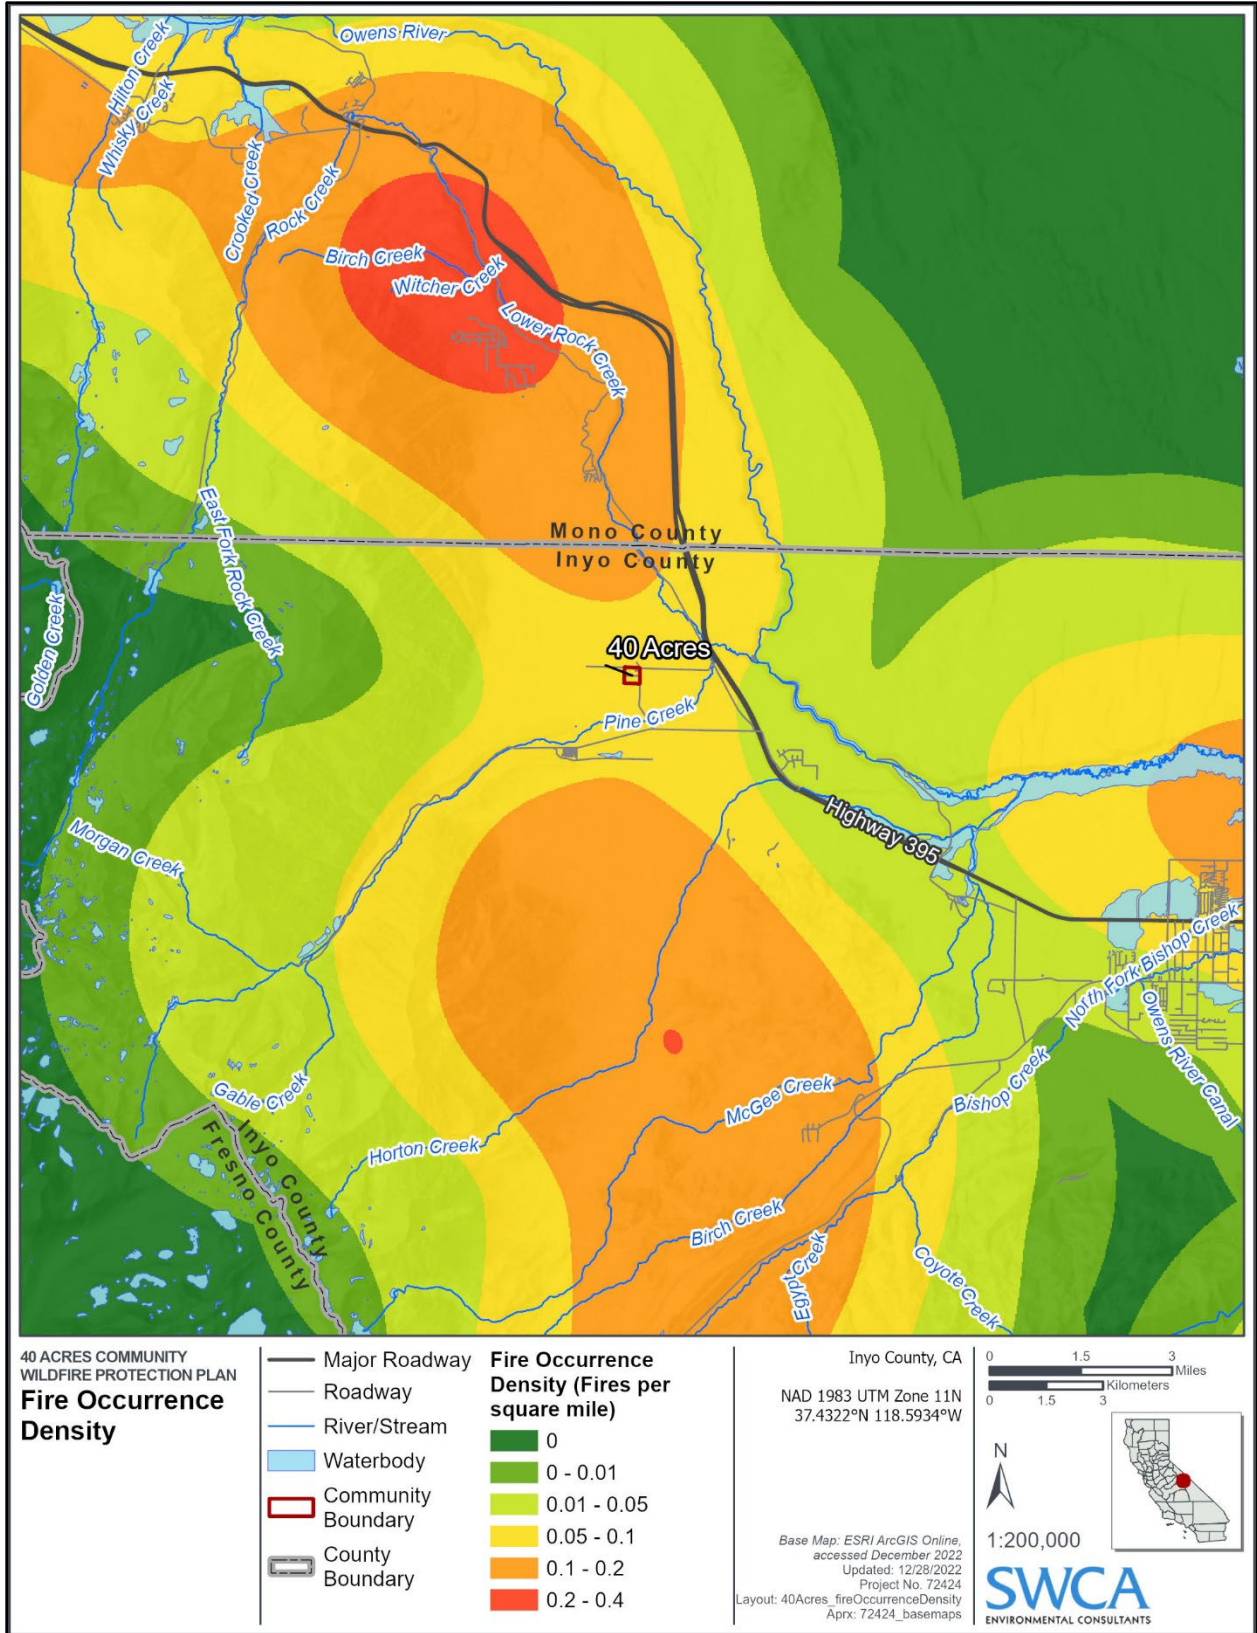 Owens River
Hilton Creek
Whisky Creek
Crooked Creek
Rock Creek
Birch Creek
Witcher Creek
Lower Rock Creek
East Fork Rock Creek
Mono County
Inyo County
Golden Creek
40 Acres
Pine Creek
Highway 395
Morgan Creek
North Fork Bishop Creek
Owens River Canal
Bishop Creek
Gable Creek
McGee Creek
Horton Creek
Inyo County
Fresno County
Birch Creek
Egypt Creek
Coyote Creek
40 ACRES COMMUNITY
WILDFIRE PROTECTION PLAN
Fire Occurrence
Density
Major Roadway
Roadway
River/Stream
Waterbody
Community
Boundary
County
Boundary
Fire Occurrence
Density (Fires per
square mile)
0
0 - 0.01
0.01 - 0.05
0.05 - 0.1
0.1 - 0.2
0.2 - 0.4
Inyo County, CA
NAD 1983 UTM Zone 11N
37.4322°N 118.5934°W
Base Map: ESRI ArcGIS Online,
accessed December 2022
Updated: 12/28/2022
Project No. 72424
Layout: 40Acres_fireOccurrenceDensity
Aprx: 72424_basemaps
0 1.5 3
Miles
Kilometers
0 1.5 3
N
1:200,000
SWCA
ENVIRONMENTAL CONSULTANTS